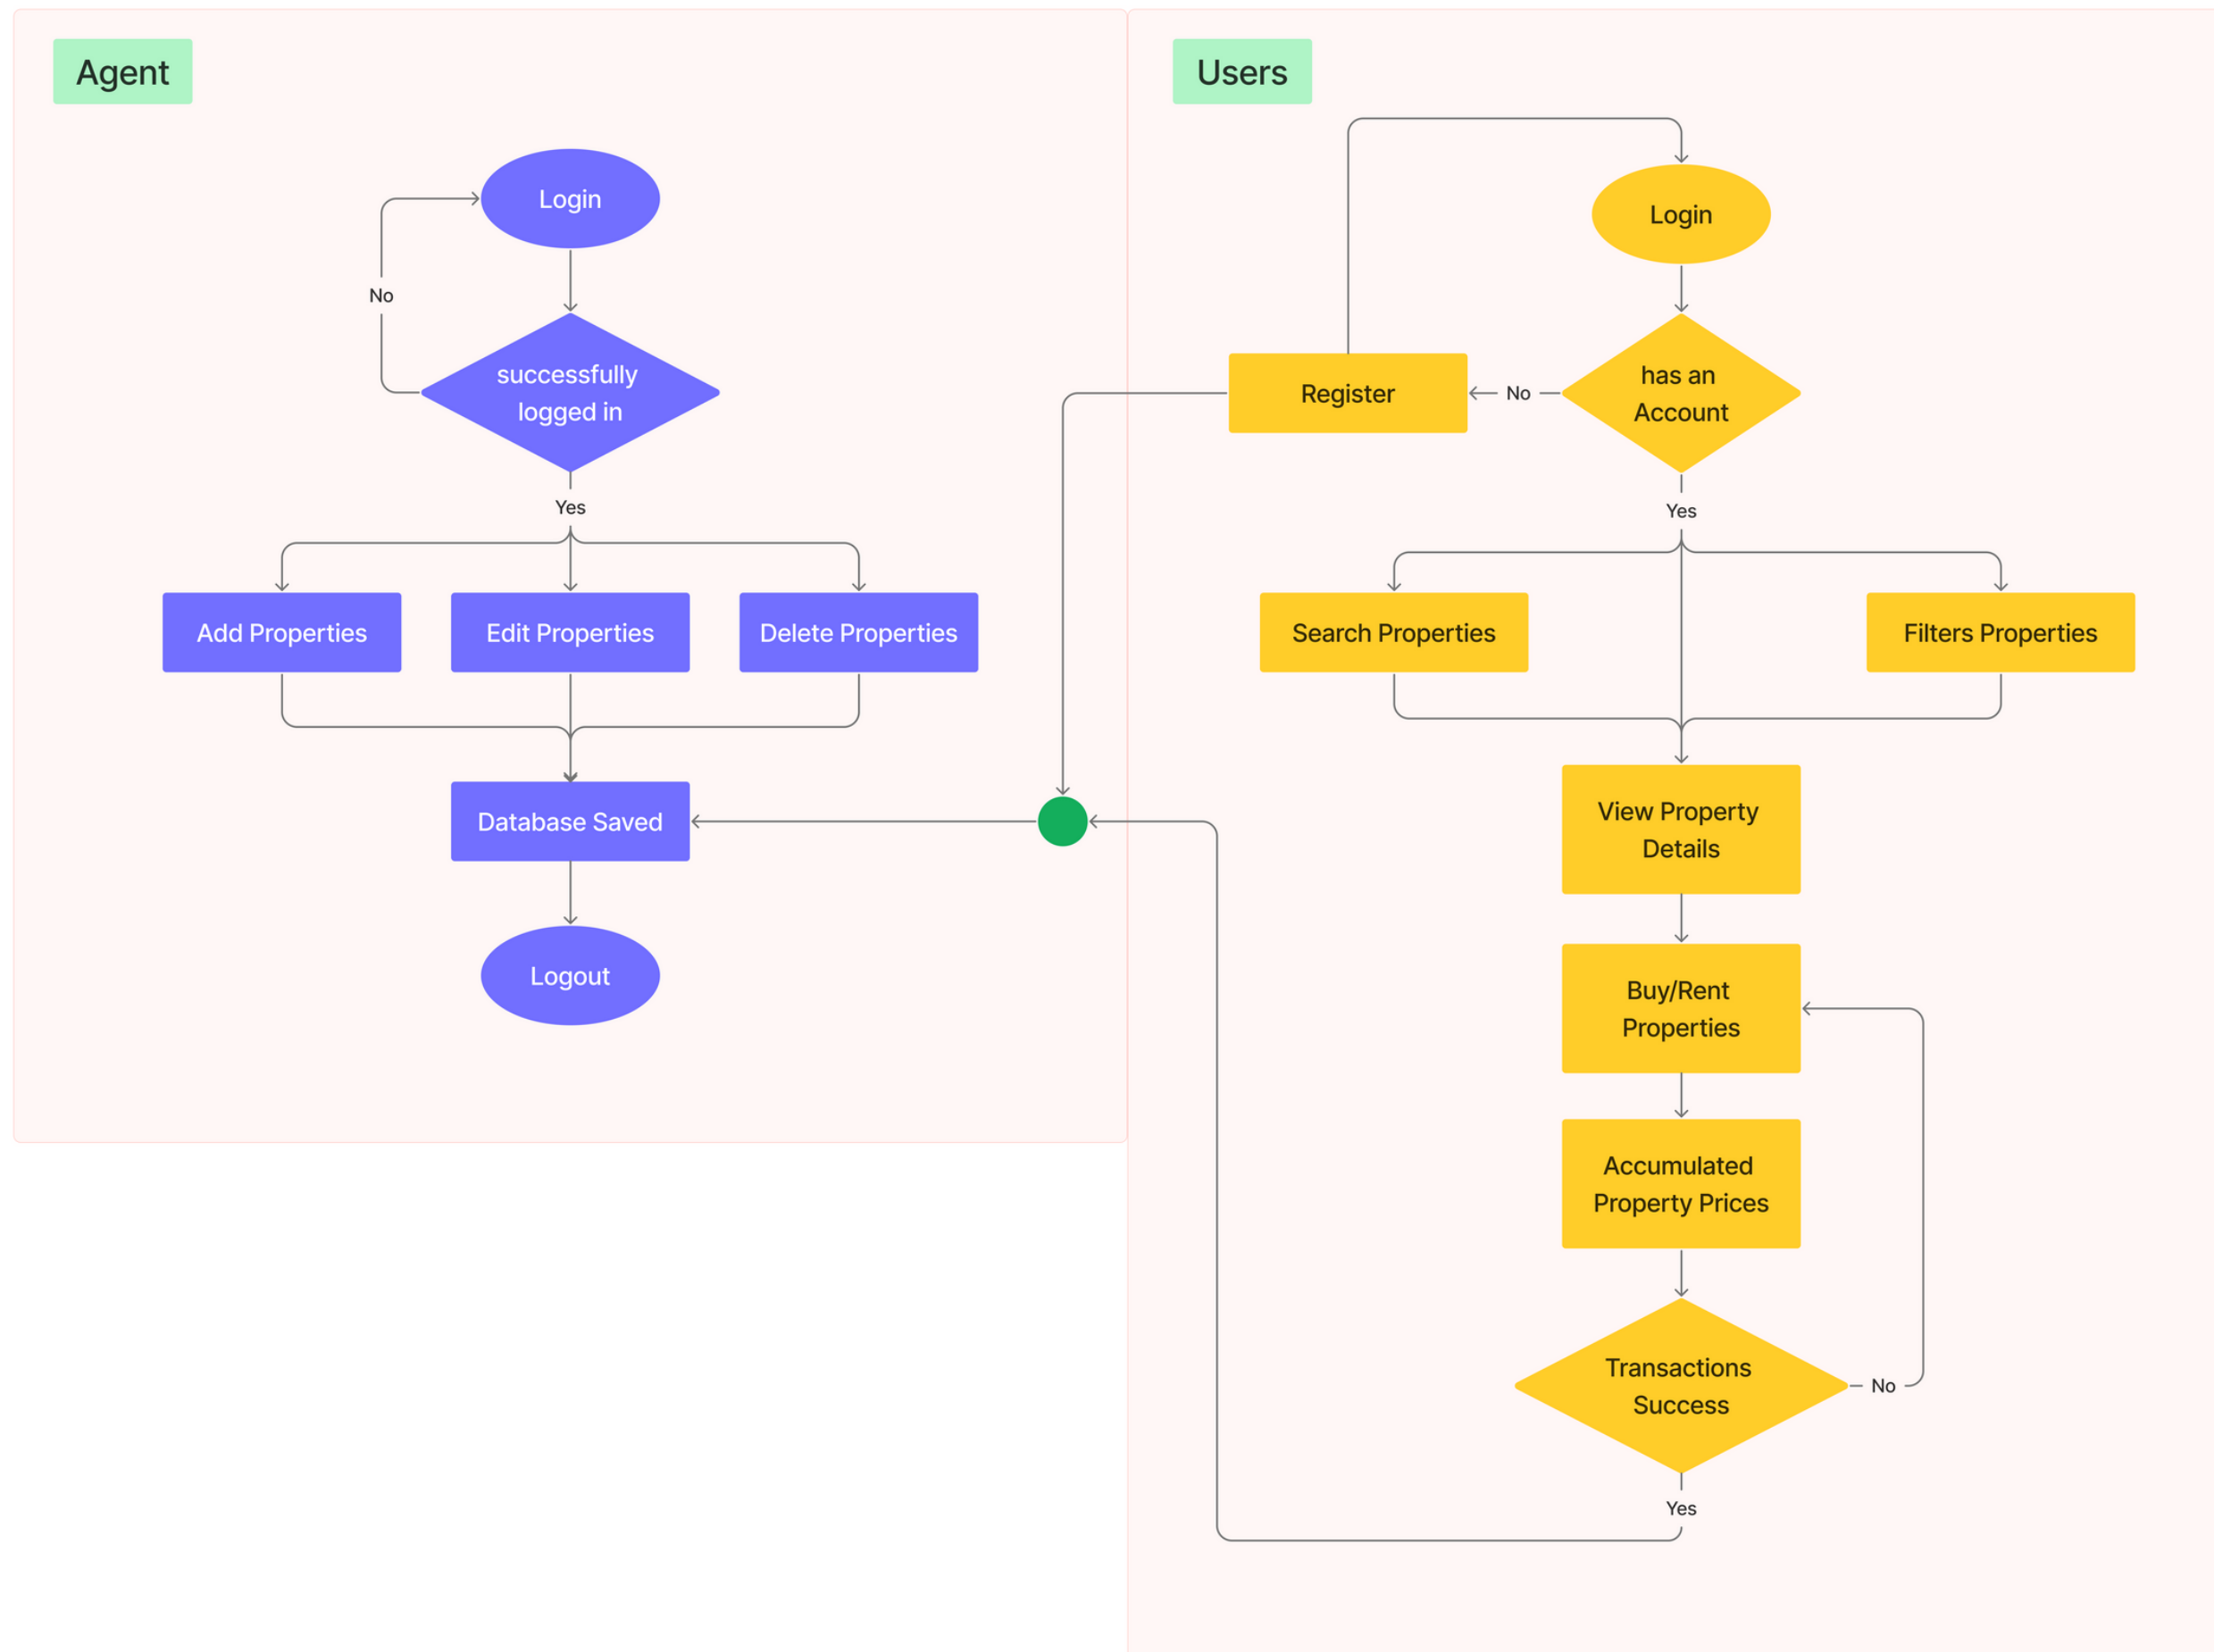 Agent
Login
No
successfully
logged in
Yes
Add Properties
Edit Properties
Delete Properties
Database Saved
Logout
Users
Login
has an
Account
No
Register
Yes
Search Properties
Filters Properties
View Property
Details
Buy/Rent
Properties
Accumulated
Property Prices
Transactions
Success
No
Yes